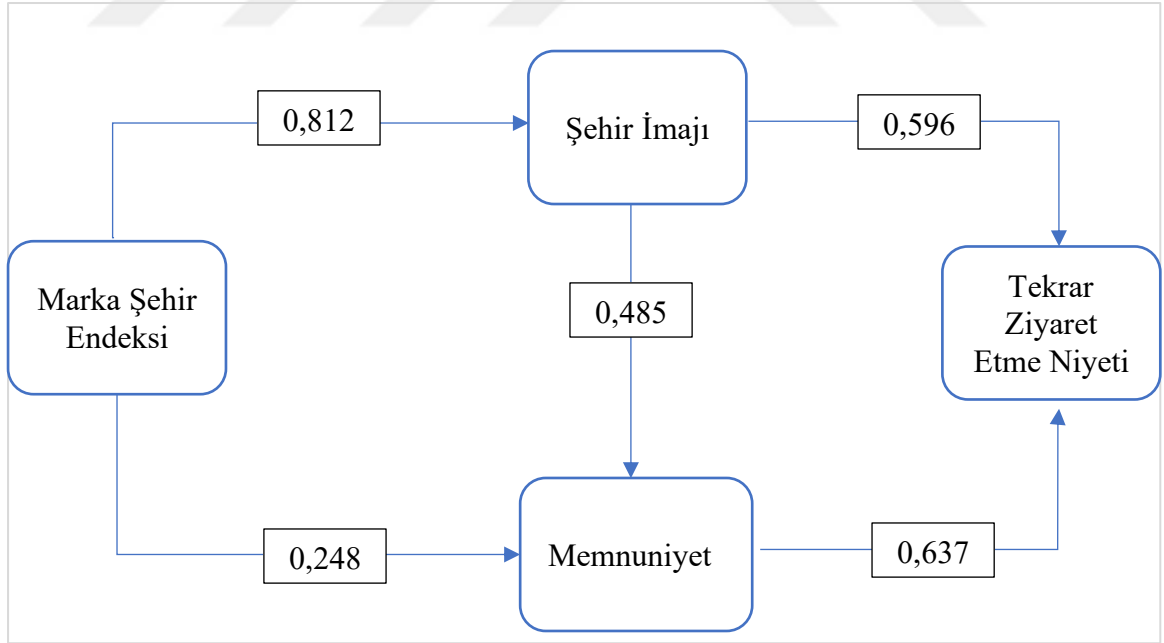 0,812
Şehir İmajı
0,596
Marka Şehir
Endeksi
0,485
Tekrar
Ziyaret
Etme Niyeti
0,248
Memnuniyet
0,637